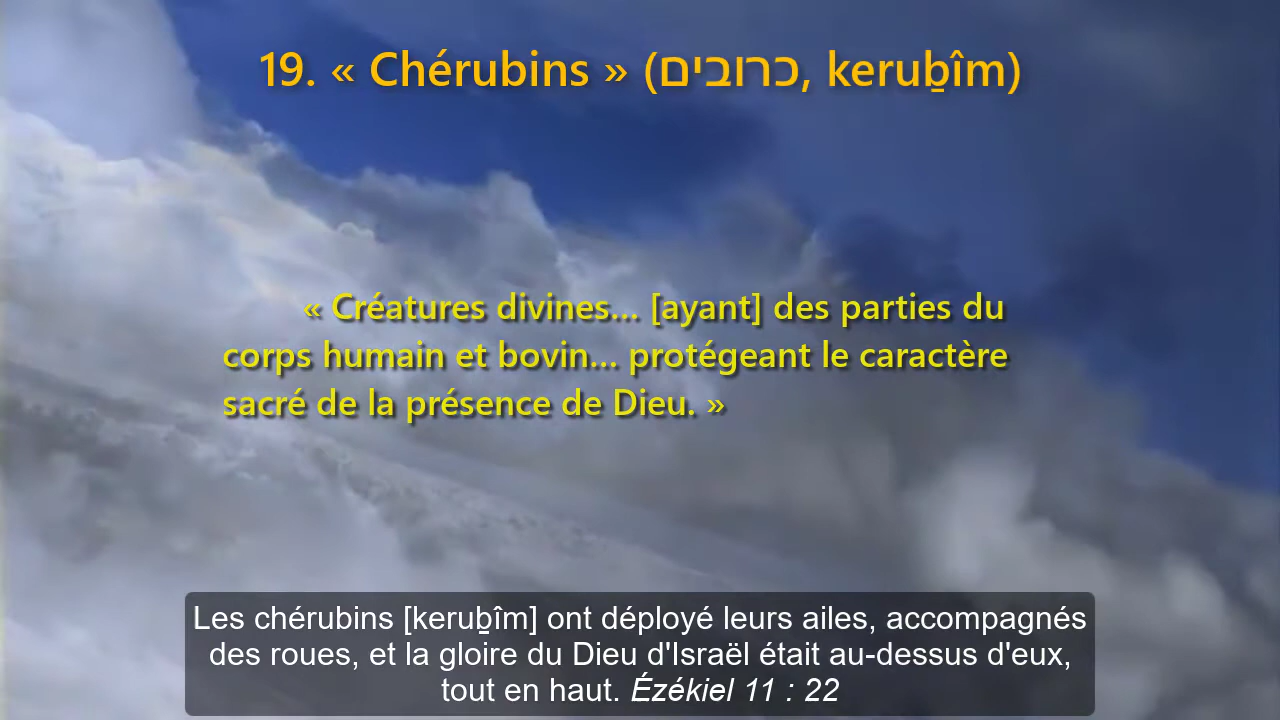 19. « Chérubins » (כרובים, keruḇîm)
« Créatures divines… [ayant] des parties du
corps humain et bovin… protégeant le caractère
sacré de la présence de Dieu. »
Les chérubins [keruḇîm] ont déployé leurs ailes, accompagnés
des roues, et la gloire du Dieu d'Israël était au-dessus d'eux,
tout en haut. Ézékiel 11 : 22